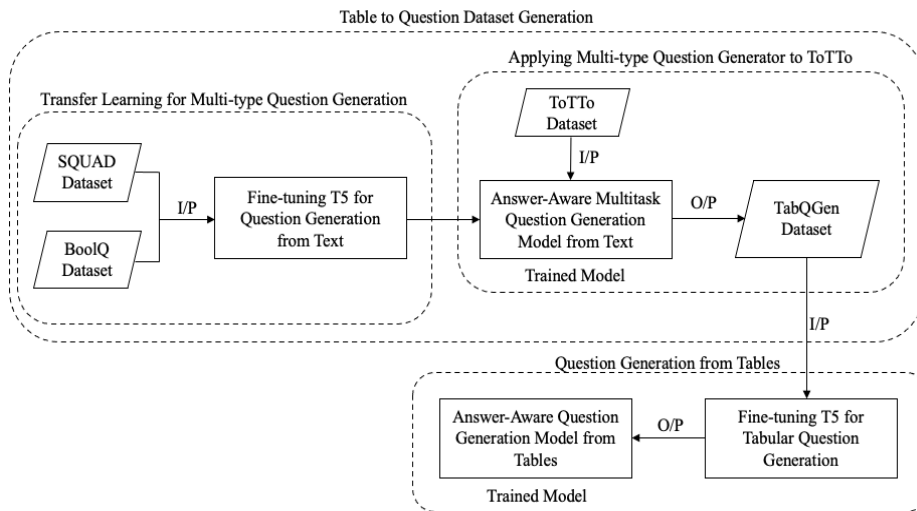 Table to Question Dataset Generation
Applying Multi-type Question Generator to ToTTo
Transfer Learning for Multi-type Question Generation
ToTTo
Dataset
I/P
SQUAD
Dataset
I/P
BoolQ
Dataset
Fine-tuning T5 for
Question Generation
from Text
Answer-Aware Multitask
Question Generation
Model from Text
Trained Model
O/P
TabQGen
Dataset
I/P
Question Generation from Tables
Answer-Aware Question
Generation Model from
Tables
Trained Model
O/P
Fine-tuning T5 for
Tabular Question
Generation